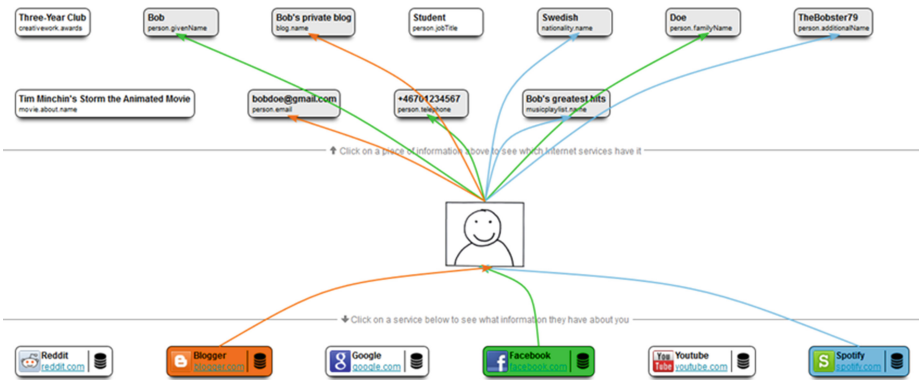 Three-Year Club
creativework.awards
Bob
person.givenName
Bob's private blog
blog.name
Student
person.jobTitle
Swedish
nationality.name
Doe
person.familyName
TheBobster79
person.additionalName
Tim Minchin's Storm the Animated Movie
movie.about.name
bobdoe@gmail.com
person.email
+46701234567
person.telephone
Bob's greatest hits
musicplaylist.name
Click on a piece of information above to see which Internet services have it
Click on a service below to see what information they have about you
Reddit
reddit.com
Blogger
blogger.com
Google
google.com
Facebook
facebook.com
You
Tube
Youtube
youtube.com
Spotify
spotify.com